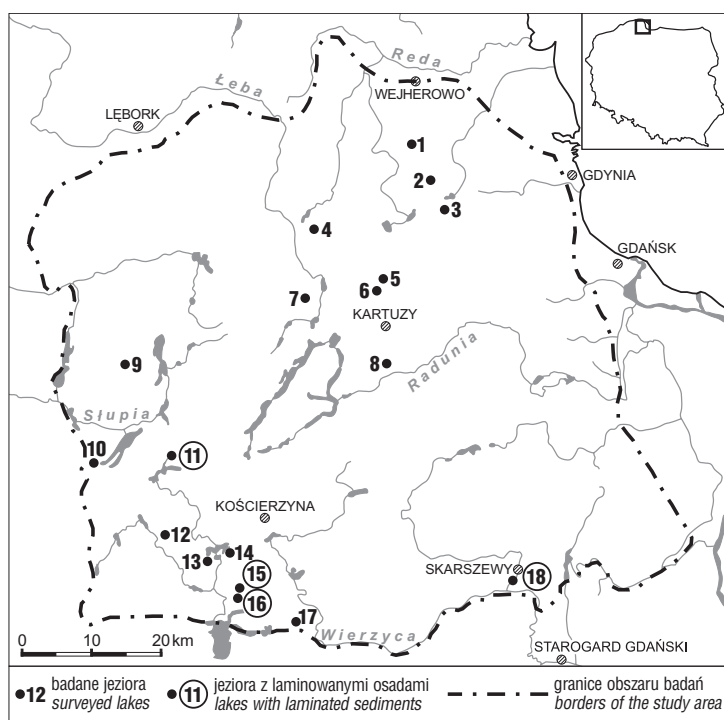 Reda
Łeba
WEJHEROWO
LĘBORK
1
2
GDYNIA
3
4
GDAŃSK
5
6
7
KARTUZY
8
9
Radunia
Słupia
10
11
KOŚCIERZYNA
12
14
13
SKARSZEWY
15
18
16
17
Wierzyca
0 10 20 km
STAROGARD GDAŃSKI
12 badane jeziora
surveyed lakes
11 jeziora z laminowanymi osadami
lakes with laminated sediments
granice obszaru badań
borders of the study area